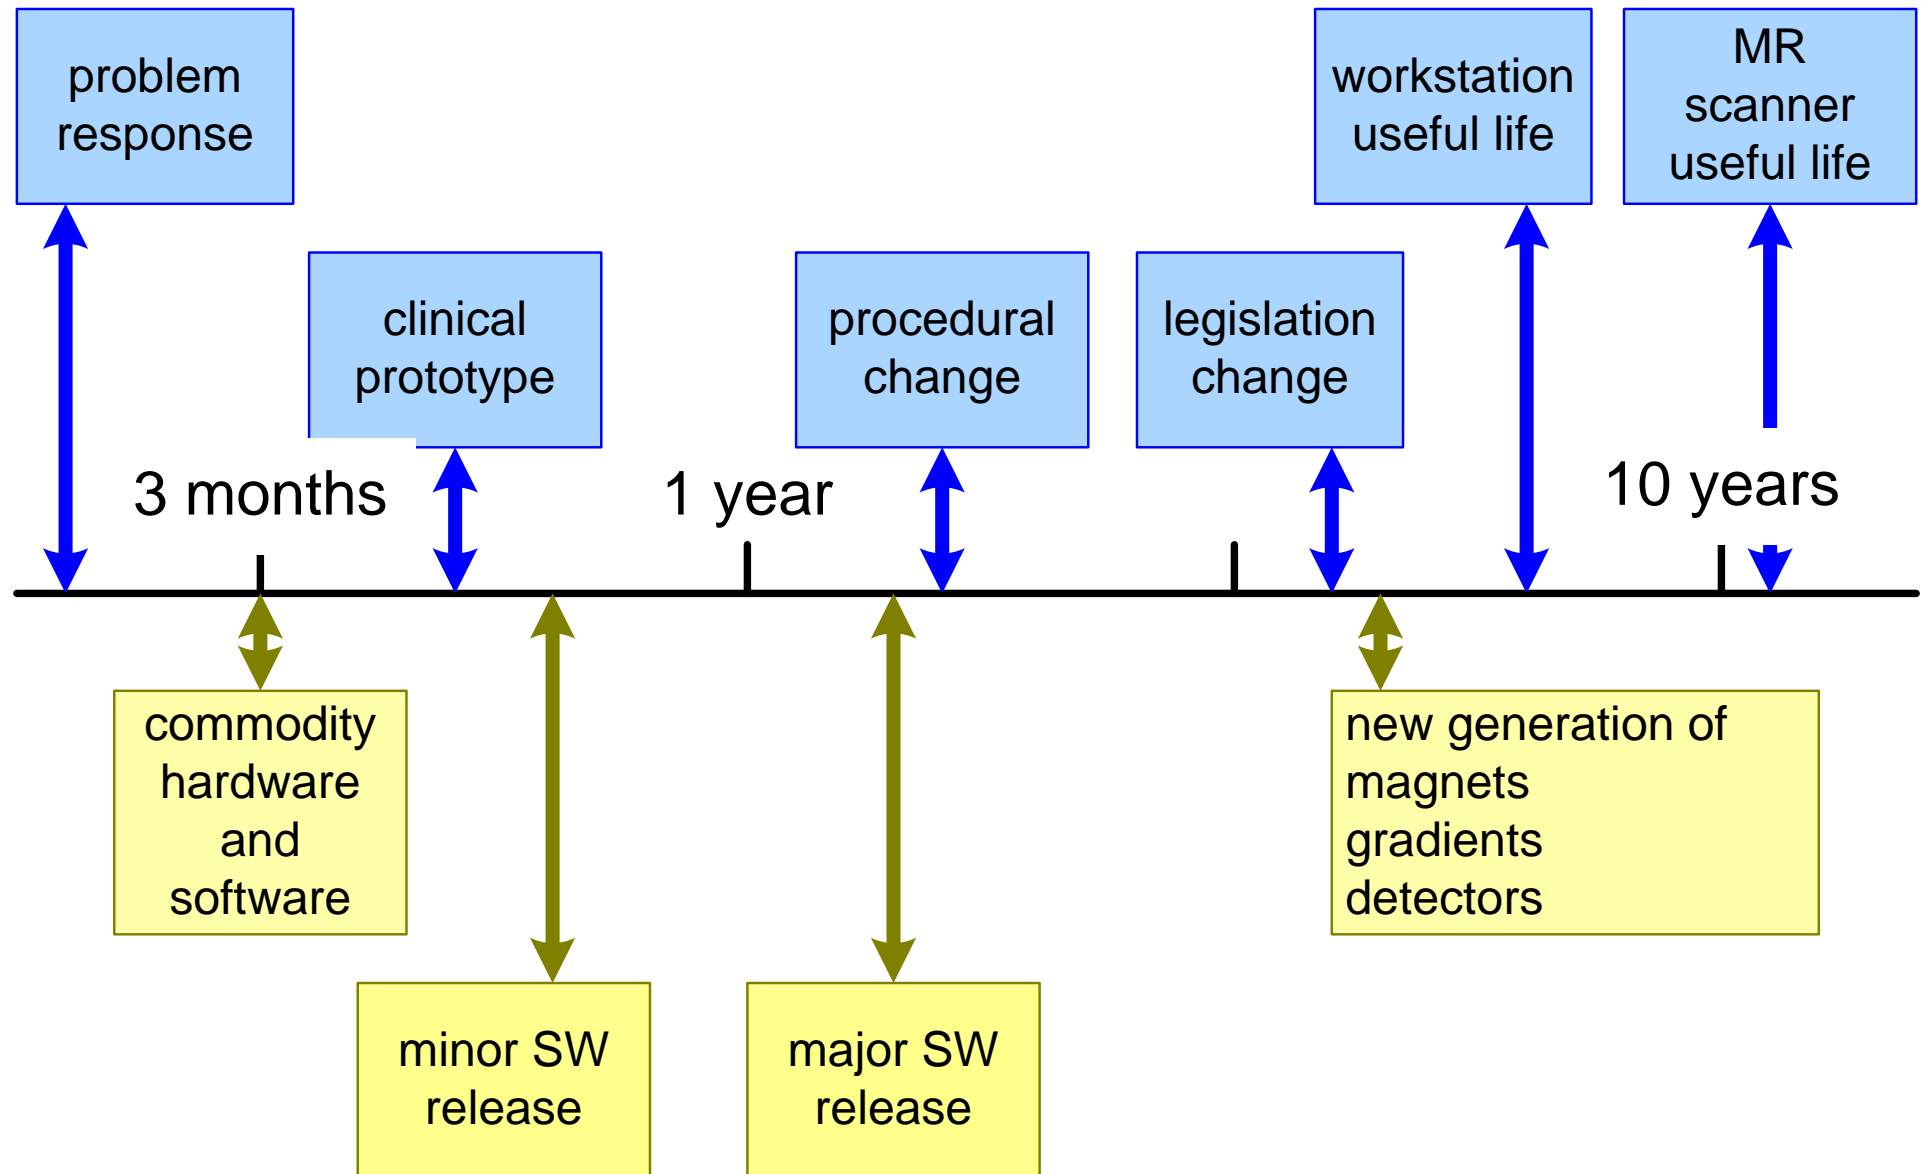 problem
response
workstation
useful life
MR
scanner
useful life
clinical
prototype
procedural
change
legislation
change
3 months
1 year
10 years
commodity
hardware
and
software
new generation of
magnets
gradients
detectors
minor SW
release
major SW
release